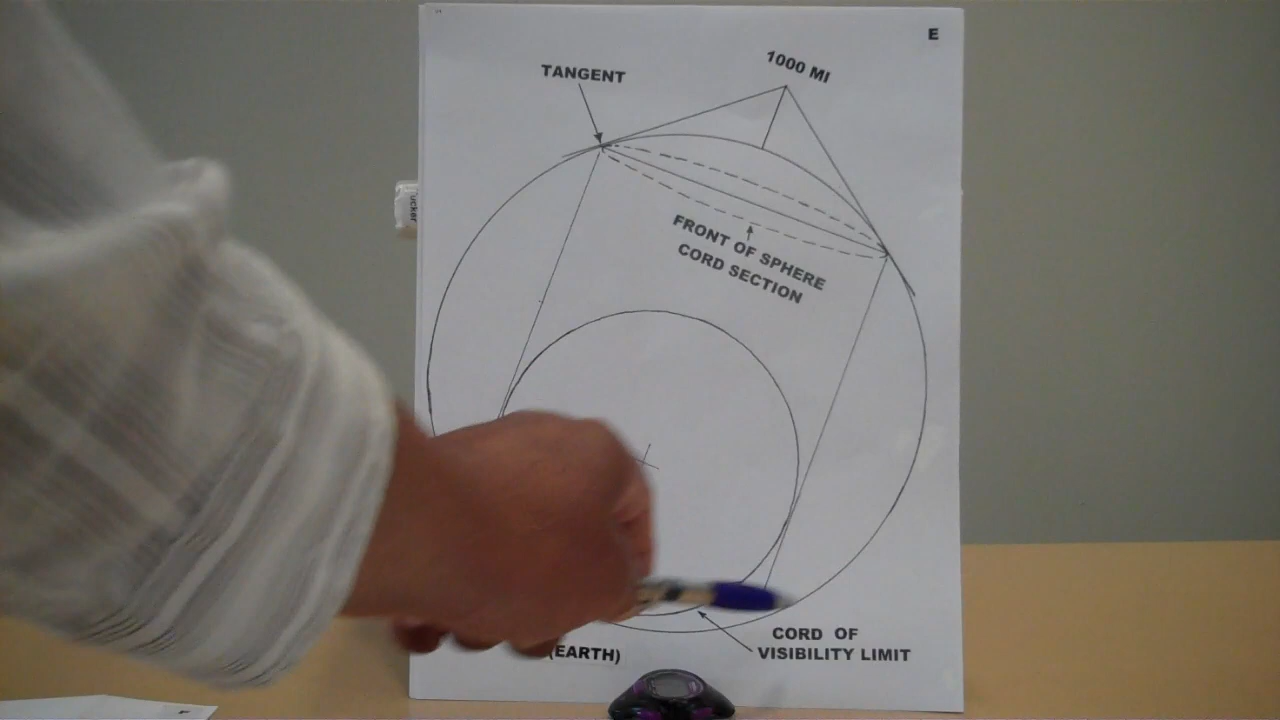 E
TANGENT
1000 MI
FRONT OF SPHERE
CORD SECTION
(EARTH)
CORD OF
VISIBILITY LIMIT